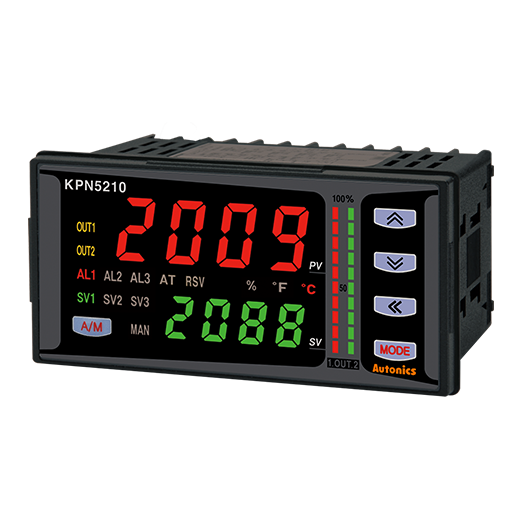 KPN5210
OUT1
OUT2
2009
PV
AL1 AL2 AL3 AT RSV % °F °C
SV1 SV2 SV3
A/M MAN
2088
SV
100%
50
1.OUT.2
MODE
Autonics